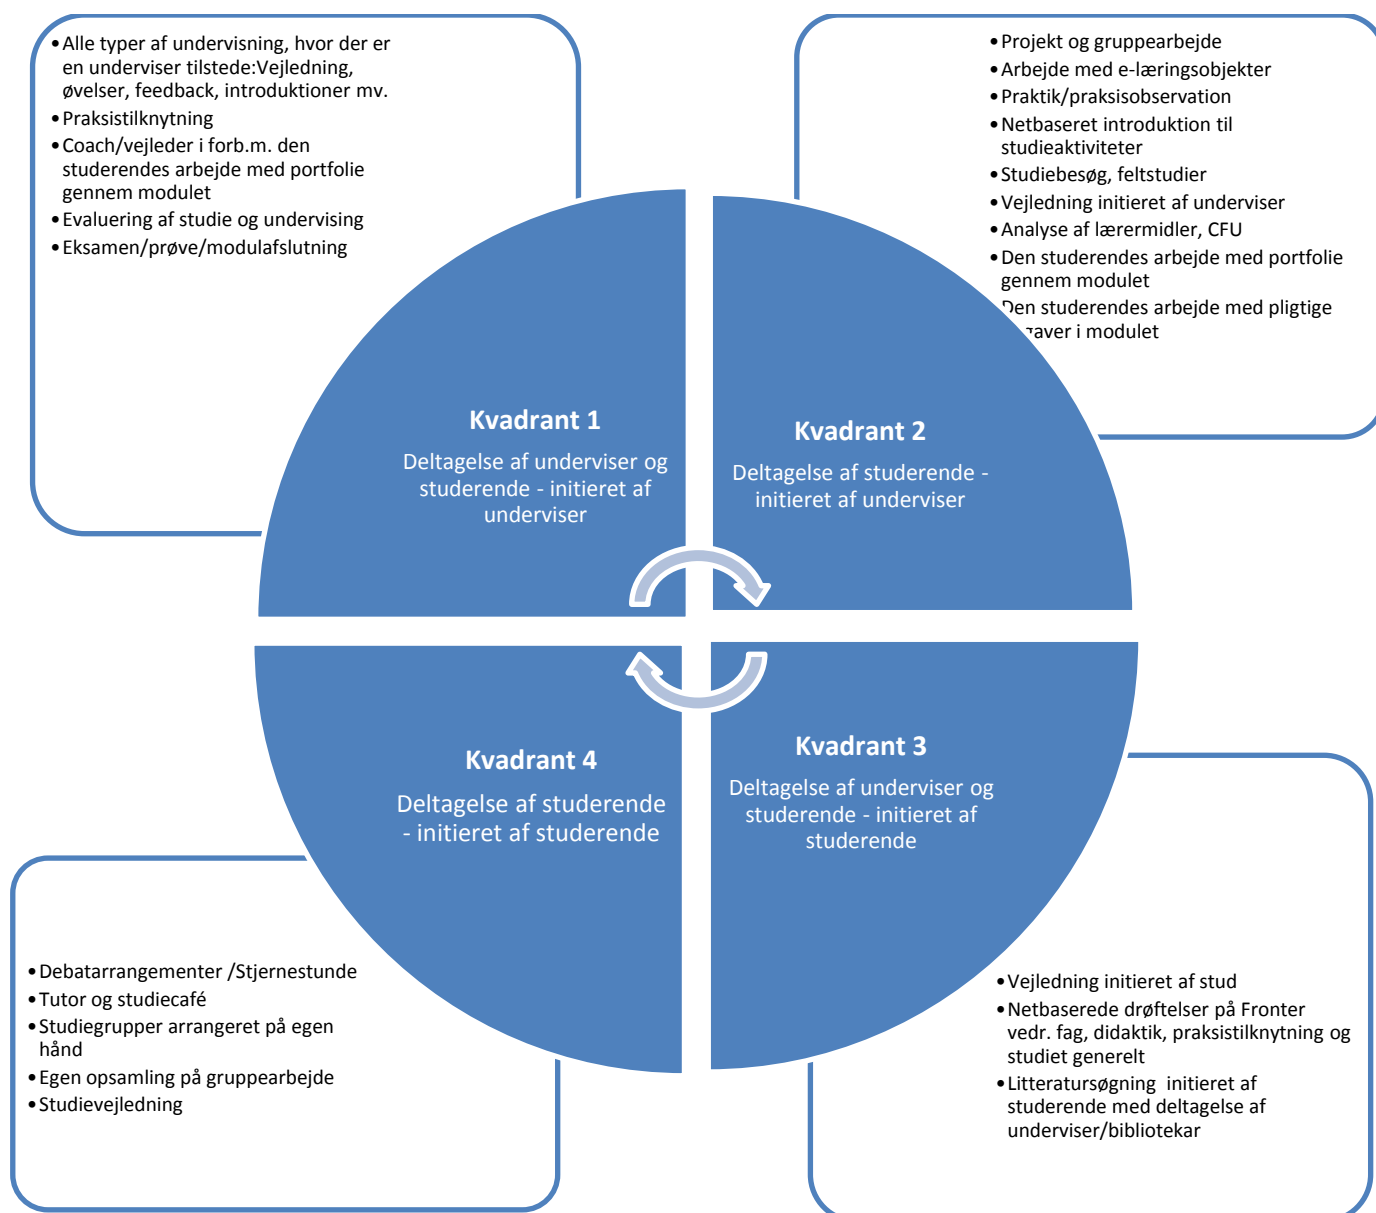 •Alle typer af undervisning, hvor der er
en underviser tilstede:Vejledning,
øvelser, feedback, introduktioner mv.
•Praksistilknytning
•Coach/vejleder i forb.m. den
studerendes arbejde med portfolie
gennem modulet
•Evaluering af studie og undervising
•Eksamen/prøve/modulafslutning
•Projekt og gruppearbejde
•Arbejde med e-læringsobjekter
•Praktik/praksisobservation
•Netbaseret introduktion til
studieaktiviteter
•Studiebesøg, feltstudier
•Vejledning initieret af underviser
•Analyse af lærermidler, CFU
•Den studerendes arbejde med portfolie
gennem modulet
Den studerendes arbejde med pligtige
gaver i modulet
Kvadrant 1
Deltagelse af underviser og
studerende - initieret af
underviser
Kvadrant 2
Deltagelse af studerende -
initieret af underviser
Kvadrant 4
Deltagelse af studerende
- initieret af studerende
Kvadrant 3
Deltagelse af underviser og
studerende - initieret af
studerende
•Debatarrangementer /Stjernestunde
•Tutor og studiecafé
•Studiegrupper arrangeret på egen
hånd
•Egen opsamling på gruppearbejde
•Studievejledning
•Vejledning initieret af stud
•Netbaserede drøftelser på Fronter
vedr. fag, didaktik, praksistilknytning og
studiet generelt
•Litteratursøgning  initieret af
studerende med deltagelse af
underviser/bibliotekar